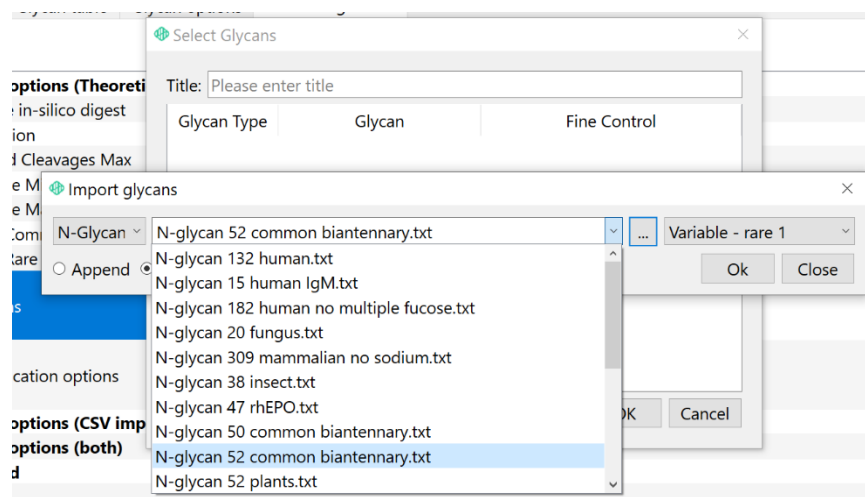 Select Glycans
Title: Please enter title
Glycan Type Glycan Fine Control
options (Theoreti
in-silico digest
ion
d Cleavages Max
e M
e M
Com
Rare
Import glycans
N-Glycan N-glycan 52 common biantennary.txt ... Variable - rare 1
Append Ok Close
N-glycan 132 human.txt
N-glycan 15 human IgM.txt
N-glycan 182 human no multiple fucose.txt
N-glycan 20 fungus.txt
N-glycan 309 mammalian no sodium.txt
N-glycan 38 insect.txt
N-glycan 47 rhEPO.txt
N-glycan 50 common biantennary.txt
N-glycan 52 common biantennary.txt
N-glycan 52 plants.txt
ns
cation options
options (CSV imp
options (both)
d
OK Cancel